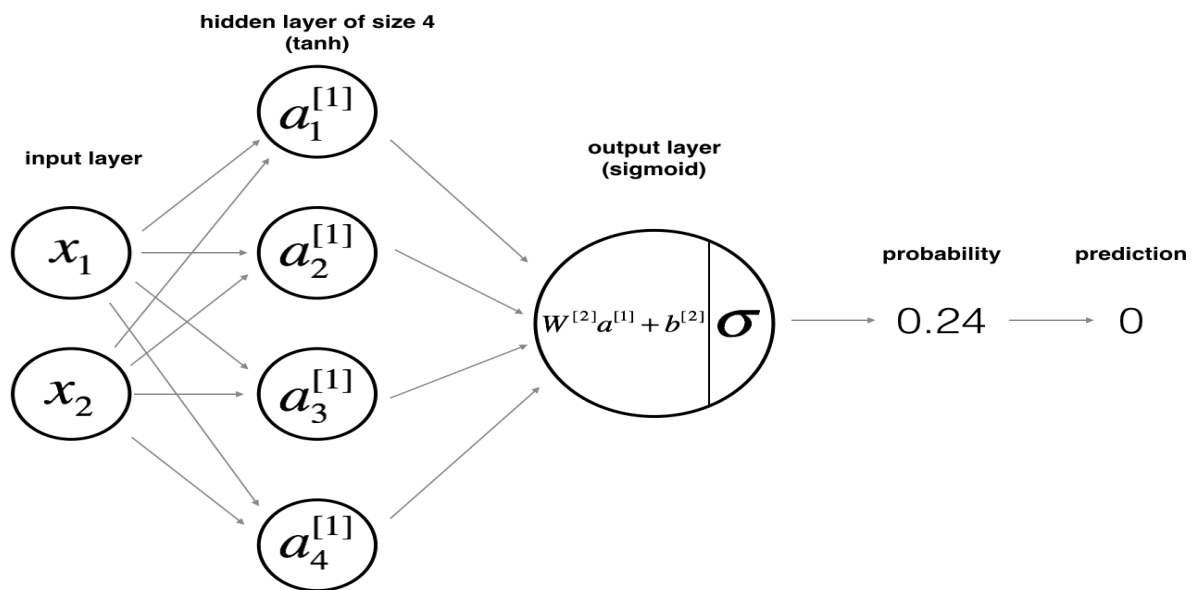 hidden layer of size 4
(tanh)
input layer
x₁
x₂
a₁^[1]
a₂^[1]
a₃^[1]
a₄^[1]
output layer
(sigmoid)
W^[2]a^[1] + b^[2]
σ
probability
0.24
prediction
0